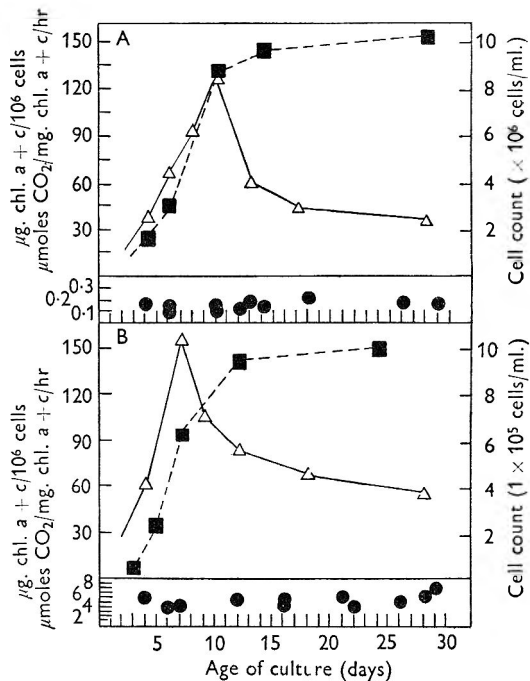 A
150
120
90
60
30
0·3
0·2
0·1
10
8
6
4
2
µg. chl. a + c/10⁶ cells
µmoles CO₂/mg. chl. a + c/hr
Cell count ( × 10⁶ cells/ml.)
B
150
120
90
60
30
8
6
4
2
10
8
6
4
2
µg. chl. a + c/10⁶ cells
µmoles CO₂/mg. chl. a + c/hr
Cell count (1 × 10⁵ cells/ml.)
5 10 15 20 25 30
Age of culture (days)